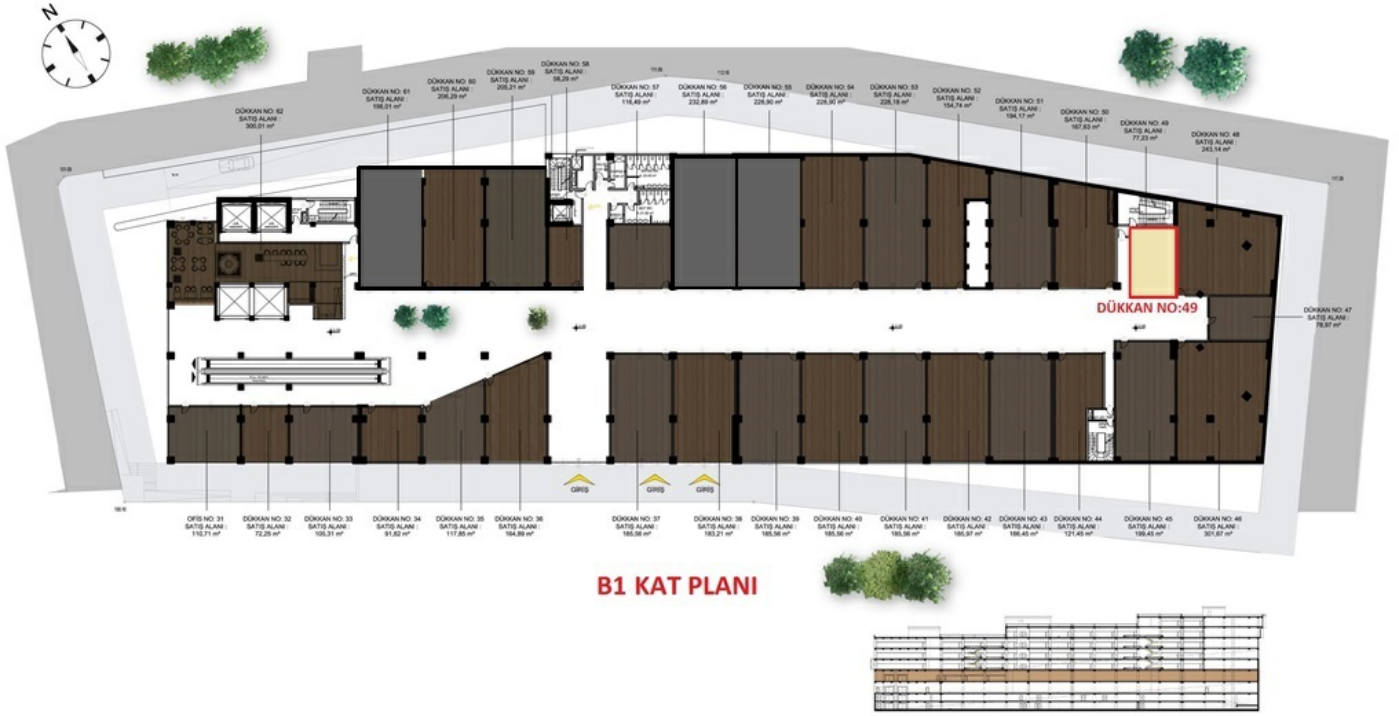 N
DÜKKAN NO: 62
SATIŞ ALANI :
300,01 m²
DÜKKAN NO: 61
SATIŞ ALANI :
198,01 m²
DÜKKAN NO: 60
SATIŞ ALANI :
206,29 m²
DÜKKAN NO: 59
SATIŞ ALANI :
205,21 m²
DÜKKAN NO: 58
SATIŞ ALANI :
58,29 m²
DÜKKAN NO: 57
SATIŞ ALANI :
116,49 m²
DÜKKAN NO: 56
SATIŞ ALANI :
232,89 m²
DÜKKAN NO: 55
SATIŞ ALANI :
228,90 m²
DÜKKAN NO: 54
SATIŞ ALANI :
228,90 m²
DÜKKAN NO: 53
SATIŞ ALANI :
228,18 m²
DÜKKAN NO: 52
SATIŞ ALANI :
154,74 m²
DÜKKAN NO: 51
SATIŞ ALANI :
194,17 m²
DÜKKAN NO: 50
SATIŞ ALANI :
167,63 m²
DÜKKAN NO: 49
SATIŞ ALANI :
77,23 m²
DÜKKAN NO: 48
SATIŞ ALANI :
243,14 m²
DÜKKAN NO:49
DÜKKAN NO: 47
SATIŞ ALANI :
78,97 m²
GİRİŞ
GİRİŞ
GİRİŞ
OFİS NO: 31
SATIŞ ALANI :
110,71 m²
DÜKKAN NO: 32
SATIŞ ALANI :
72,25 m²
DÜKKAN NO: 33
SATIŞ ALANI :
105,31 m²
DÜKKAN NO: 34
SATIŞ ALANI :
91,82 m²
DÜKKAN NO: 35
SATIŞ ALANI :
117,85 m²
DÜKKAN NO: 36
SATIŞ ALANI :
164,89 m²
DÜKKAN NO: 37
SATIŞ ALANI :
185,56 m²
DÜKKAN NO: 38
SATIŞ ALANI :
183,21 m²
DÜKKAN NO: 39
SATIŞ ALANI :
185,56 m²
DÜKKAN NO: 40
SATIŞ ALANI :
185,56 m²
DÜKKAN NO: 41
SATIŞ ALANI :
185,56 m²
DÜKKAN NO: 42
SATIŞ ALANI :
185,97 m²
DÜKKAN NO: 43
SATIŞ ALANI :
186,45 m²
DÜKKAN NO: 44
SATIŞ ALANI :
121,45 m²
DÜKKAN NO: 45
SATIŞ ALANI :
199,45 m²
DÜKKAN NO: 46
SATIŞ ALANI :
301,67 m²
B1 KAT PLANI